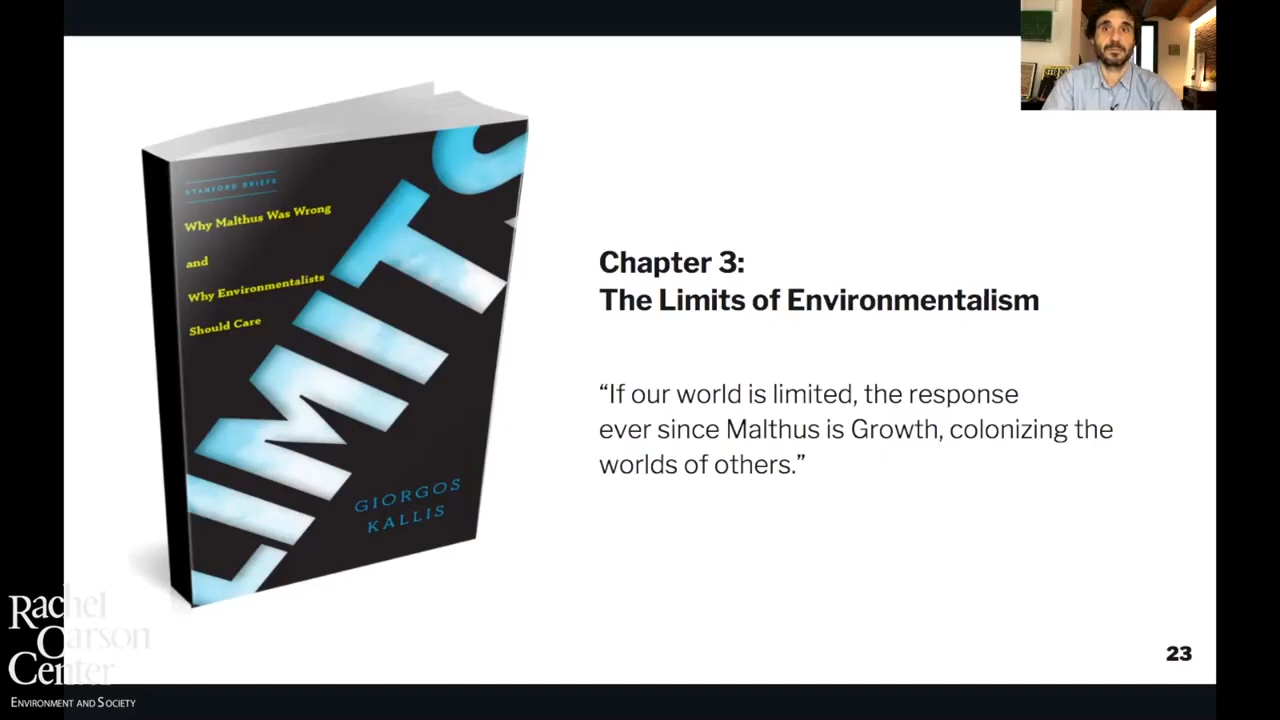 STANFORD BRIEFS
Why Malthus Was Wrong
and
Why Environmentalists
Should Care
LIMITS
GIORGOS
KALLIS
Chapter 3:
The Limits of Environmentalism
“If our world is limited, the response
ever since Malthus is Growth, colonizing the
worlds of others.”
23
Rachel
Carson
Center
ENVIRONMENT AND SOCIETY